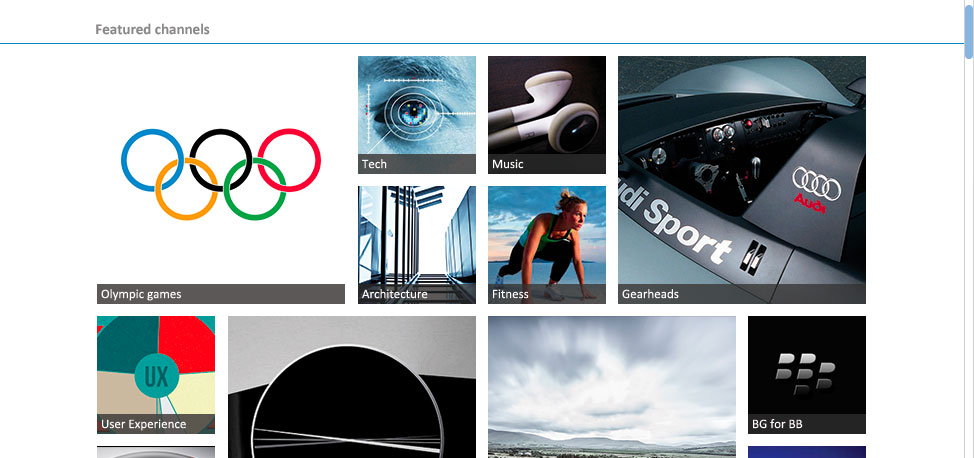 Featured channels
Tech
Music
Audi
udi Sport
Olympic games
Architecture
Fitness
Gearheads
UX
User Experience
BG for BB